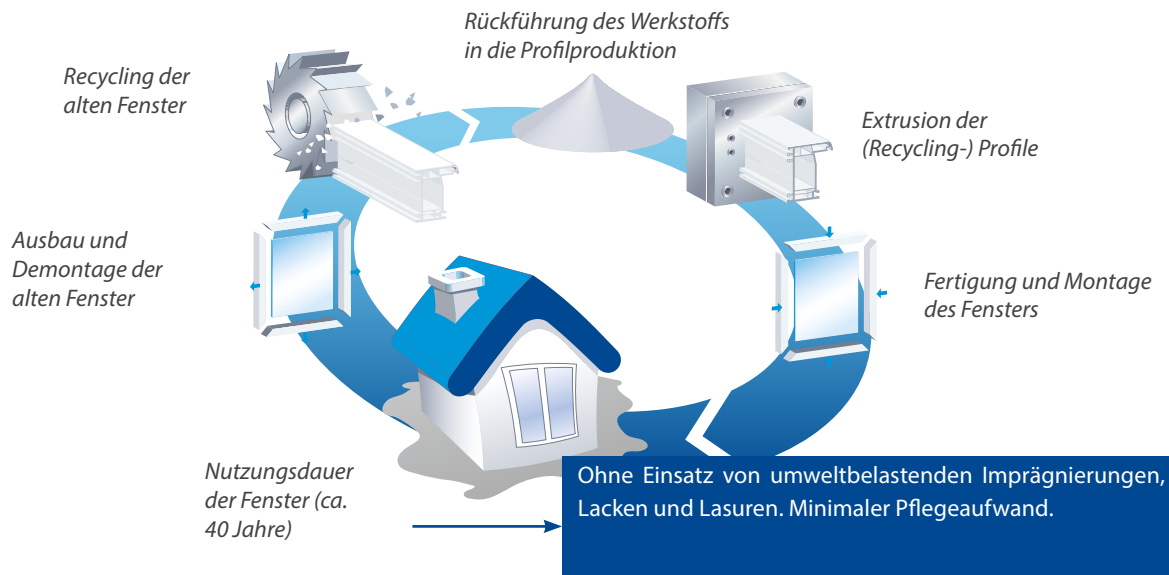 Rückführung des Werkstoffs
in die Profilproduktion
Recycling der
alten Fenster
Extrusion der
(Recycling-) Profile
Ausbau und
Demontage der
alten Fenster
Fertigung und Montage
des Fensters
Nutzungsdauer
der Fenster (ca.
40 Jahre)
Ohne Einsatz von umweltbelastenden Imprägnierungen,
Lacken und Lasuren. Minimaler Pflegeaufwand.